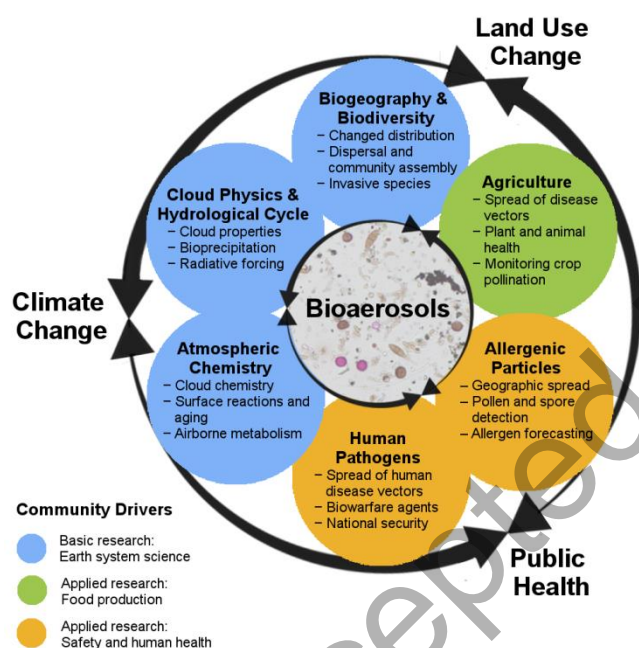 Land Use
Change
Biogeography &
Biodiversity
– Changed distribution
– Dispersal and
community assembly
– Invasive species
Cloud Physics &
Hydrological Cycle
– Cloud properties
– Bioprecipitation
– Radiative forcing
Agriculture
– Spread of disease
vectors
– Plant and animal
health
– Monitoring crop
pollination
Bioaerosols
Climate
Change
Atmospheric
Chemistry
– Cloud chemistry
– Surface reactions and
aging
– Airborne metabolism
Allergenic
Particles
– Geographic spread
– Pollen and spore
detection
– Allergen forecasting
Human
Pathogens
– Spread of human
disease vectors
– Biowarfare agents
– National security
Public
Health
Community Drivers
Basic research:
Earth system science
Applied research:
Food production
Applied research:
Safety and human health
cepted